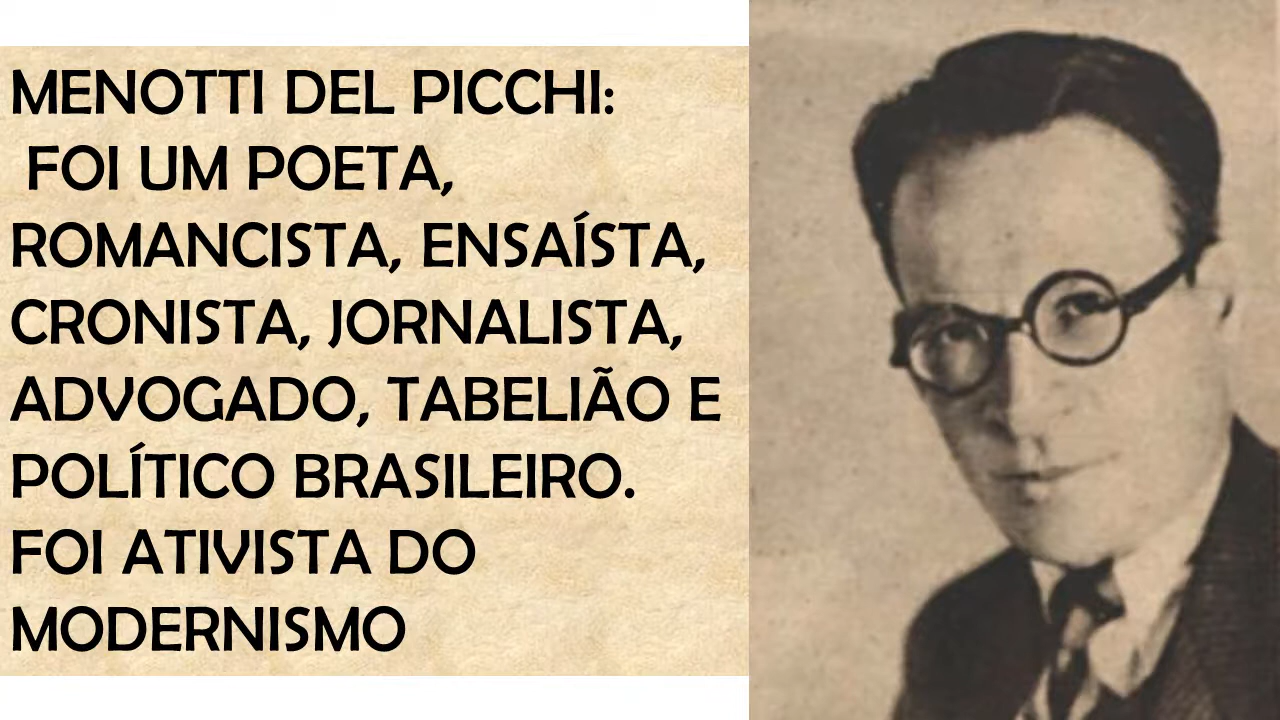 MENOTTI DEL PICCHI:
FOI UM POETA,
ROMANCISTA, ENSAÍSTA,
CRONISTA, JORNALISTA,
ADVOGADO, TABELIÃO E
POLÍTICO BRASILEIRO.
FOI ATIVISTA DO
MODERNISMO